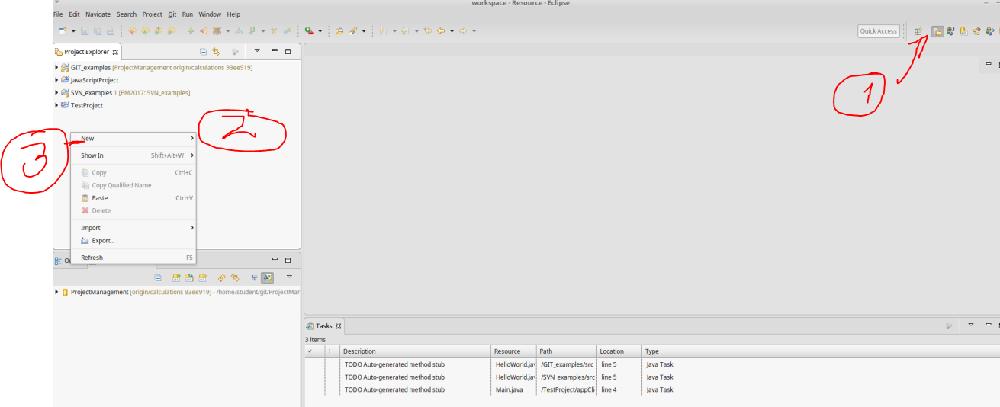 workspace - Resource - Eclipse
File Edit Navigate Search Project Git Run Window Help
Quick Access
Project Explorer
GIT_examples [ProjectManagement origin/calculations 93ee919]
JavaScriptProject
SVN_examples 1 [PM2017: SVN_examples]
TestProject
1
2
3
New
Show In Shift+Alt+W
Copy Ctrl+C
Copy Qualified Name
Paste Ctrl+V
Delete
Import
Export...
Refresh F5
ProjectManagement [origin/calculations 93ee919] - /home/student/git/ProjectMar
Tasks
3 items
! Description Resource Path Location Type
TODO Auto-generated method stub HelloWorld.jav /GIT_examples/src line 5 Java Task
TODO Auto-generated method stub HelloWorld.jav /SVN_examples/src line 5 Java Task
TODO Auto-generated method stub Main.java /TestProject/appCli line 4 Java Task